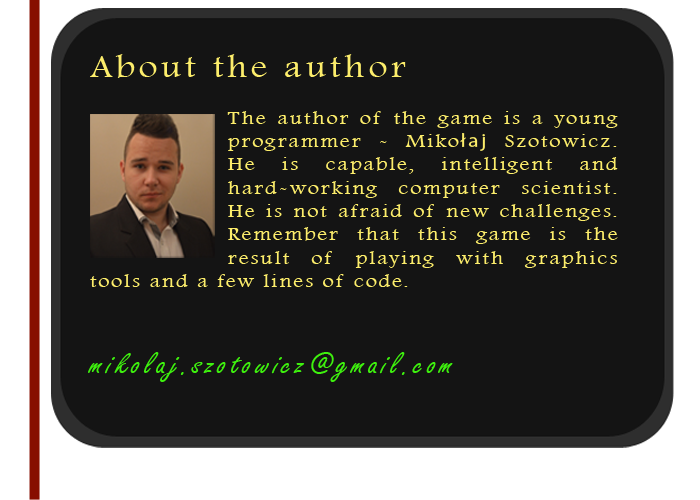 About the author
The author of the game is a young
programmer ~ Mikołaj Szotowicz.
He is capable, intelligent and
hard~working computer scientist.
He is not afraid of new challenges.
Remember that this game is the
result of playing with graphics
tools and a few lines of code.
mikolaj.szotowicz@gmail.com